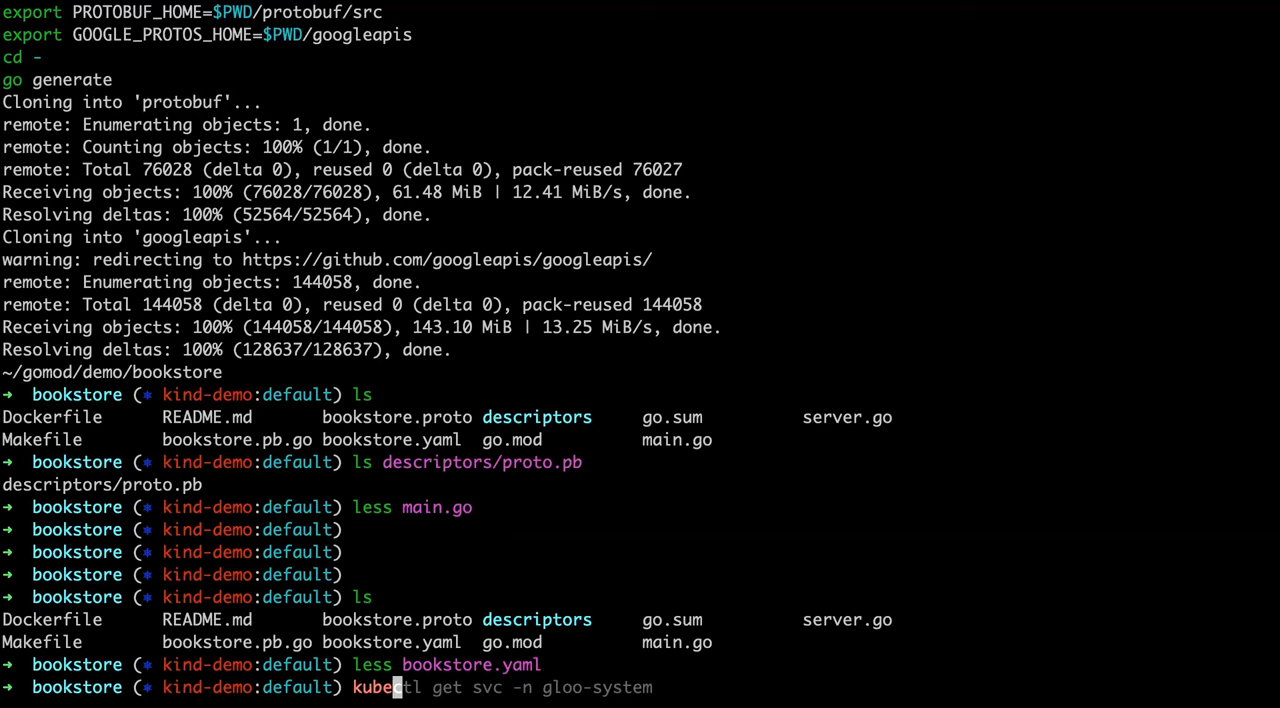 export PROTOBUF_HOME=$PWD/protobuf/src
export GOOGLE_PROTOS_HOME=$PWD/googleapis
cd -
go generate
Cloning into 'protobuf'...
remote: Enumerating objects: 1, done.
remote: Counting objects: 100% (1/1), done.
remote: Total 76028 (delta 0), reused 0 (delta 0), pack-reused 76027
Receiving objects: 100% (76028/76028), 61.48 MiB | 12.41 MiB/s, done.
Resolving deltas: 100% (52564/52564), done.
Cloning into 'googleapis'...
warning: redirecting to https://github.com/googleapis/googleapis/
remote: Enumerating objects: 144058, done.
remote: Total 144058 (delta 0), reused 0 (delta 0), pack-reused 144058
Receiving objects: 100% (144058/144058), 143.10 MiB | 13.25 MiB/s, done.
Resolving deltas: 100% (128637/128637), done.
~/gomod/demo/bookstore
→ bookstore (⎈ kind-demo:default) ls
Dockerfile README.md bookstore.proto descriptors go.sum server.go
Makefile bookstore.pb.go bookstore.yaml go.mod main.go
→ bookstore (⎈ kind-demo:default) ls descriptors/proto.pb
descriptors/proto.pb
→ bookstore (⎈ kind-demo:default) less main.go
→ bookstore (⎈ kind-demo:default)
→ bookstore (⎈ kind-demo:default)
→ bookstore (⎈ kind-demo:default)
→ bookstore (⎈ kind-demo:default) ls
Dockerfile README.md bookstore.proto descriptors go.sum server.go
Makefile bookstore.pb.go bookstore.yaml go.mod main.go
→ bookstore (⎈ kind-demo:default) less bookstore.yaml
→ bookstore (⎈ kind-demo:default) kubectl get svc -n gloo-system